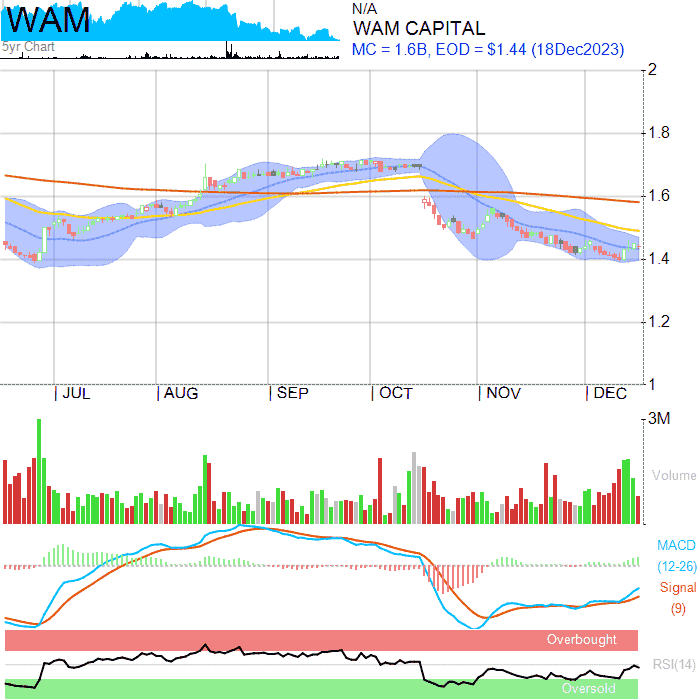 WAM
5yr Chart
N/A
WAM CAPITAL
MC = 1.6B, EOD = $1.44 (18Dec2023)
2
1.8
1.6
1.4
1.2
1
JUL AUG SEP OCT NOV DEC
3M
Volume
MACD
(12-26)
Signal
(9)
Overbought
RSI(14)
Oversold